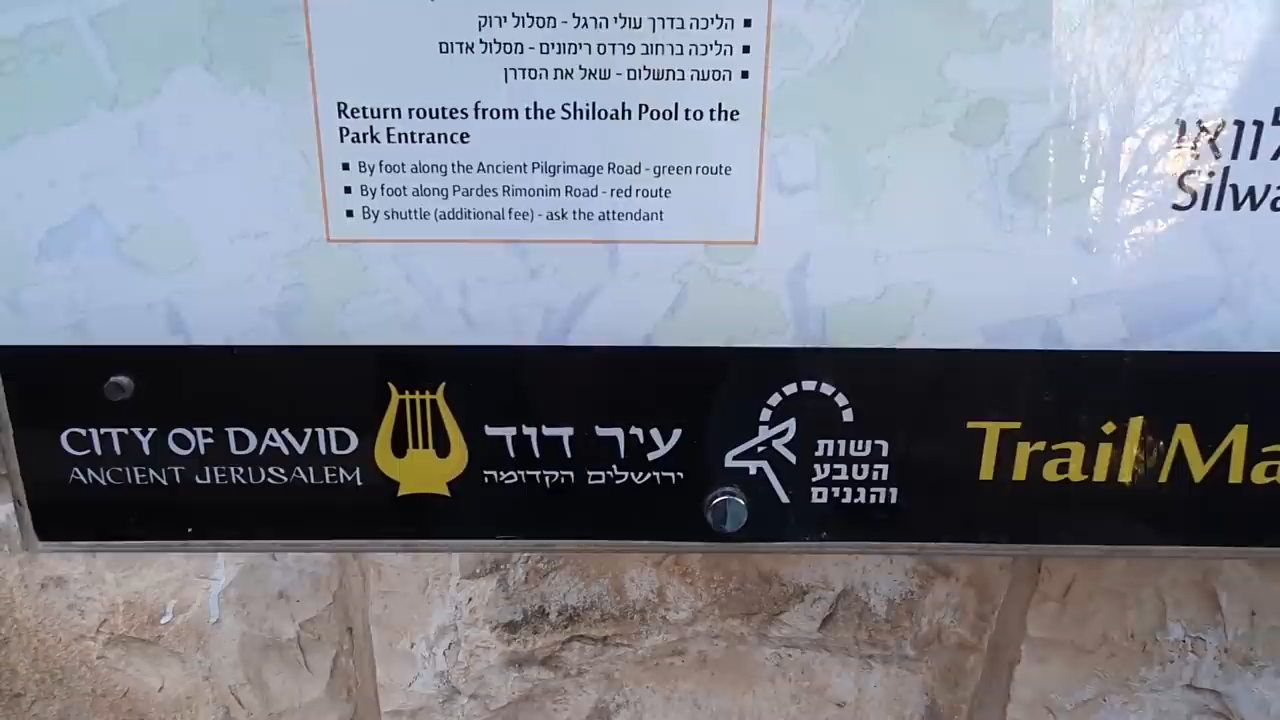 הליכה בדרך עולי הרגל - מסלול ירוק
הליכה ברחוב פרדס רימונים - מסלול אדום
הסעה בתשלום - שאל את הסדרן
Return routes from the Shiloah Pool to the
Park Entrance
By foot along the Ancient Pilgrimage Road - green route
By foot along Pardes Rimonim Road - red route
By shuttle (additional fee) - ask the attendant
CITY OF DAVID
ANCIENT JERUSALEM
עיר דוד
ירושלים הקדומה
רשות
הטבע
והגנים
Trail